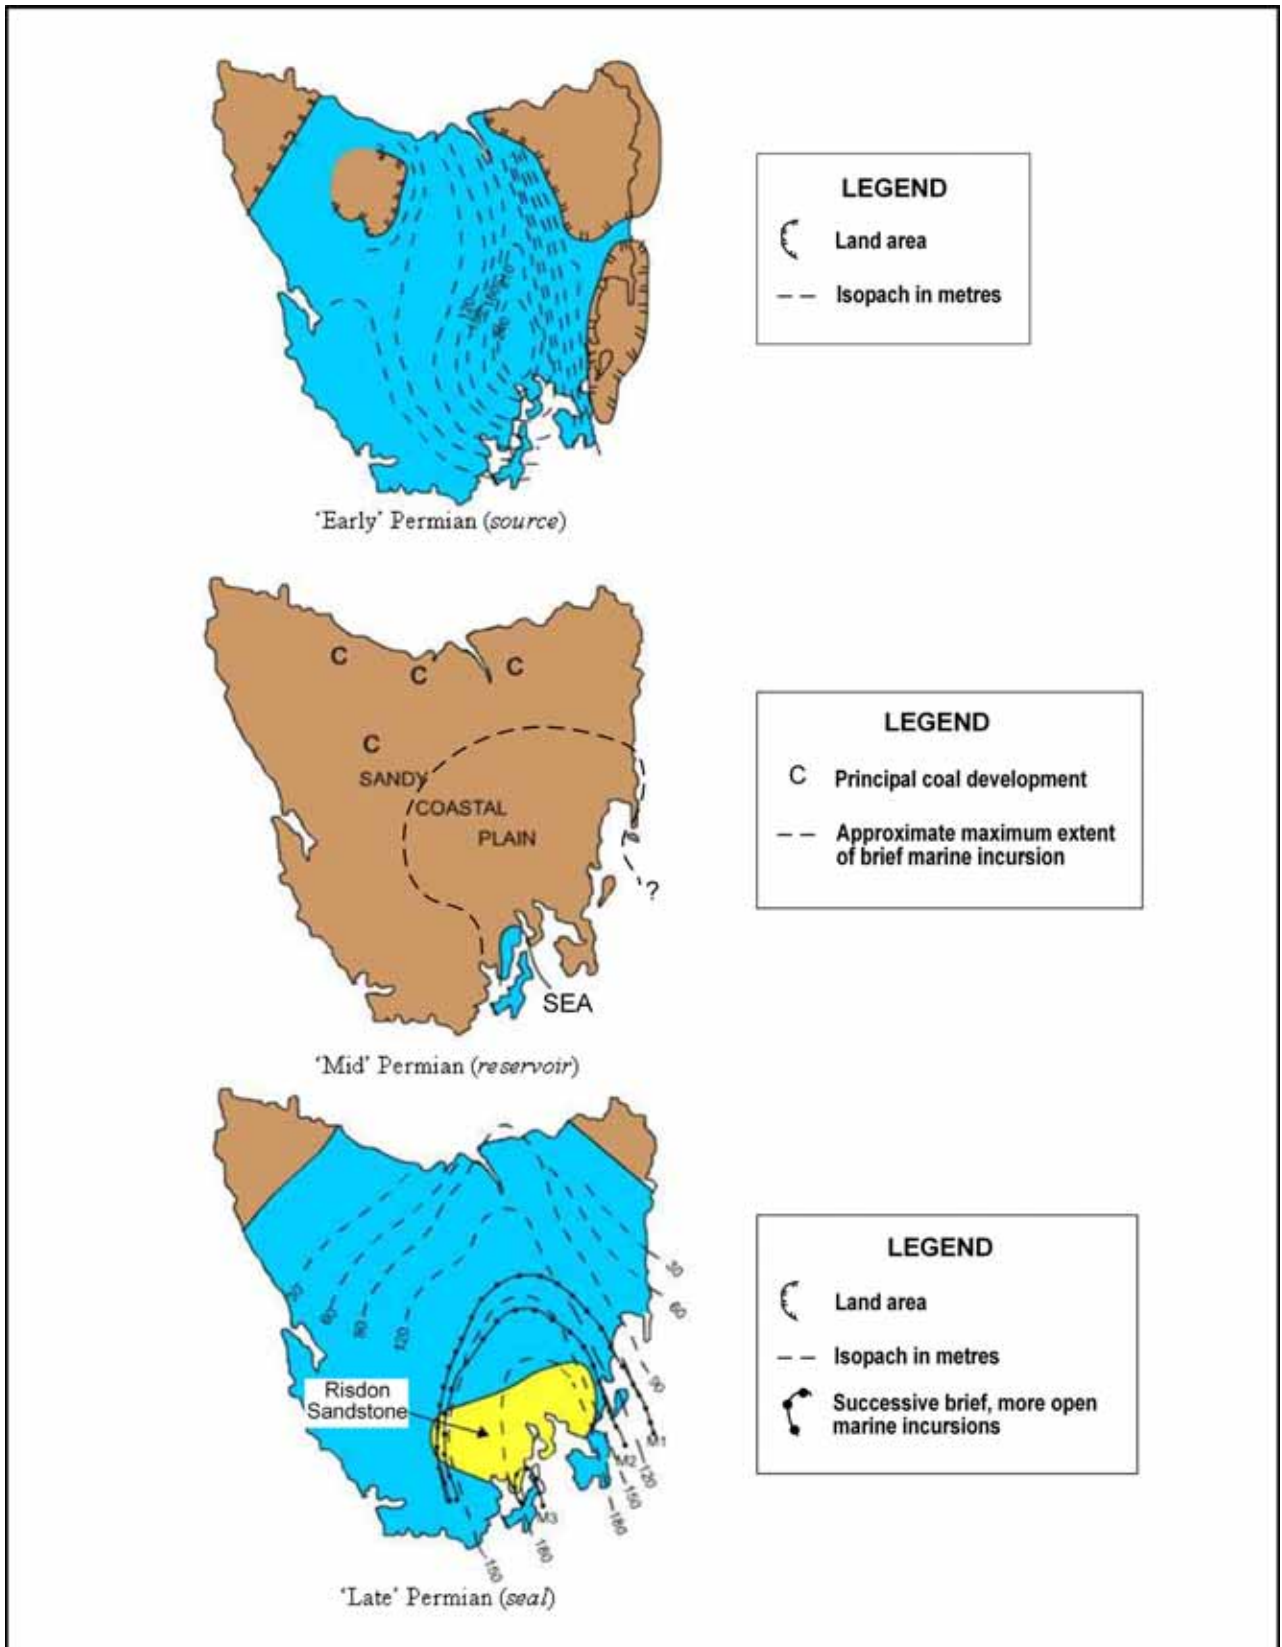 LEGEND
Land area
Isopach in metres
120
210
'Early' Permian (source)
C
C
C
C
SANDY
COASTAL
PLAIN
?
SEA
LEGEND
C Principal coal development
Approximate maximum extent
of brief marine incursion
'Mid' Permian (reservoir)
30
60
120
30
60
90
Risdon
Sandstone
M1
M2
120
150
180
M3
180
150
LEGEND
Land area
Isopach in metres
Successive brief, more open
marine incursions
'Late' Permian (seal)